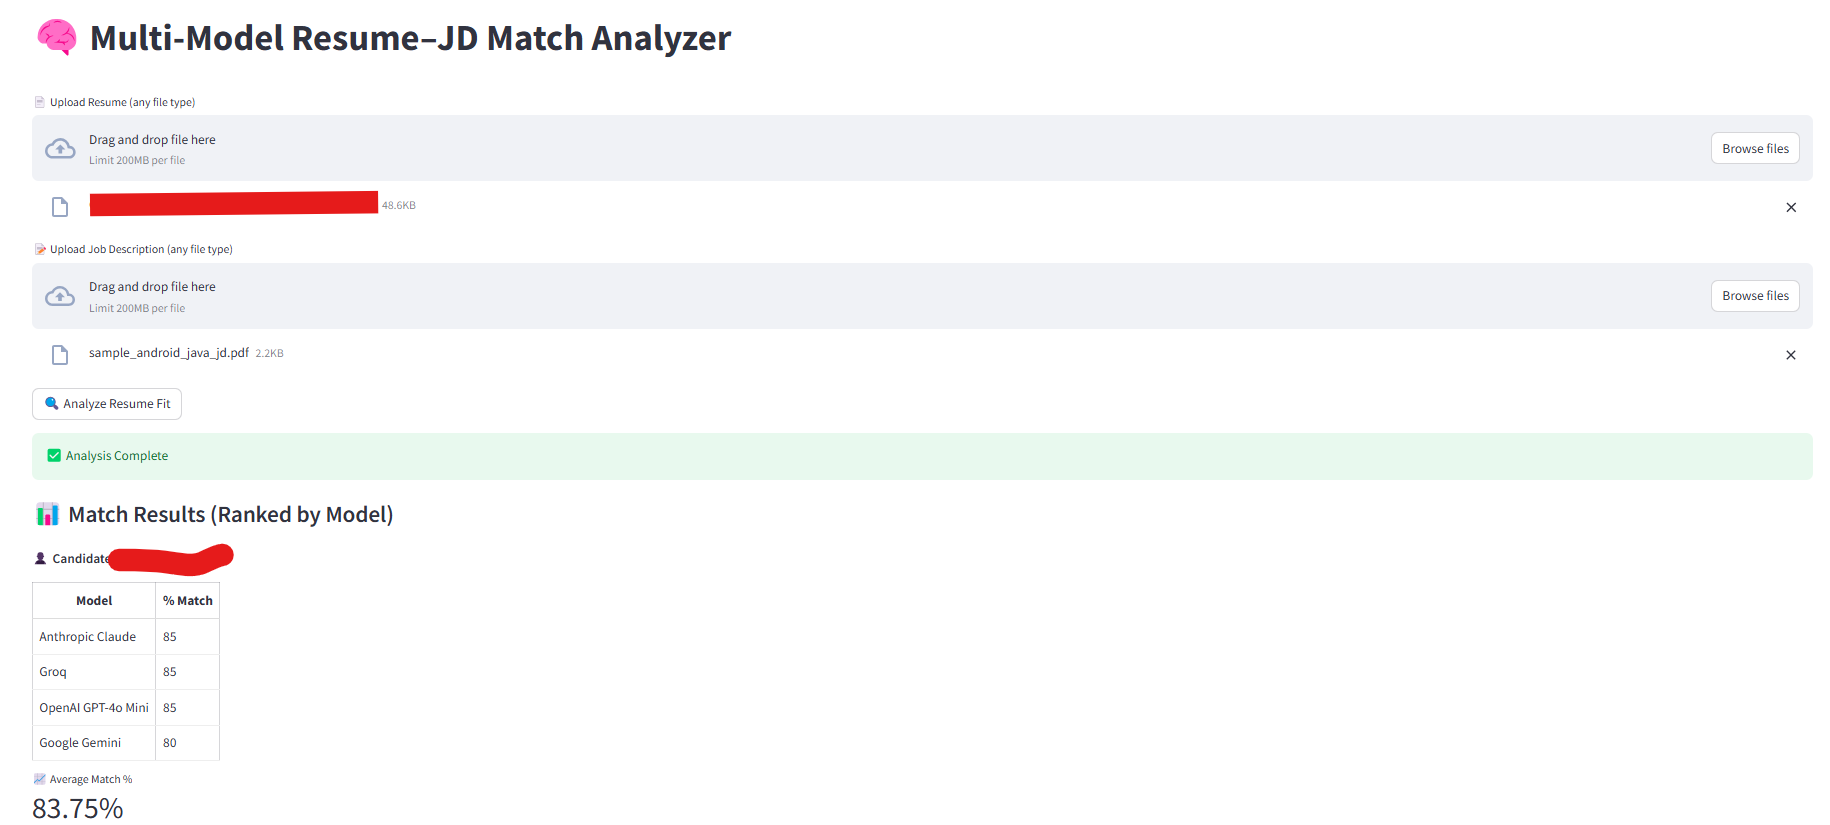 Multi-Model Resume–JD Match Analyzer
Upload Resume (any file type)
Drag and drop file here
Limit 200MB per file
Browse files
48.6KB
Upload Job Description (any file type)
Drag and drop file here
Limit 200MB per file
Browse files
sample_android_java_jd.pdf 2.2KB
Analyze Resume Fit
Analysis Complete
Match Results (Ranked by Model)
Candidate
Model % Match
Anthropic Claude 85
Groq 85
OpenAI GPT-4o Mini 85
Google Gemini 80
Average Match %
83.75%